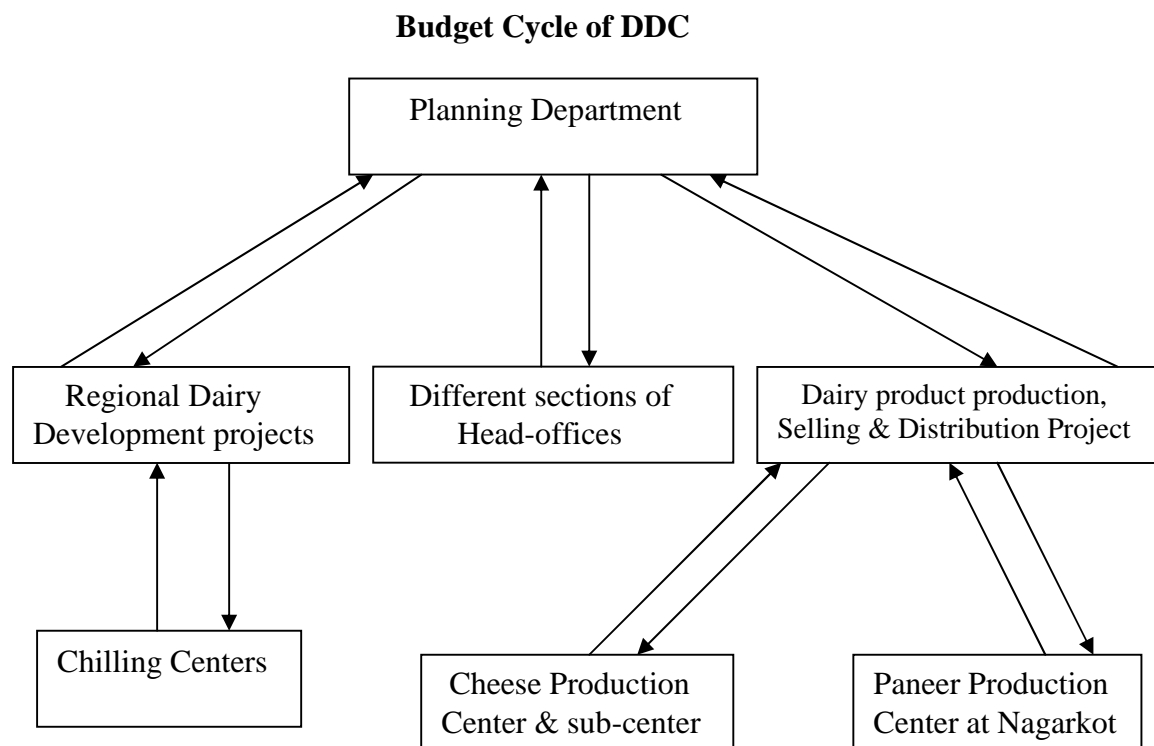 Budget Cycle of DDC
Planning Department
Regional Dairy
Development projects
Different sections of
Head-offices
Dairy product production,
Selling & Distribution Project
Chilling Centers
Cheese Production
Center & sub-center
Paneer Production
Center at Nagarkot